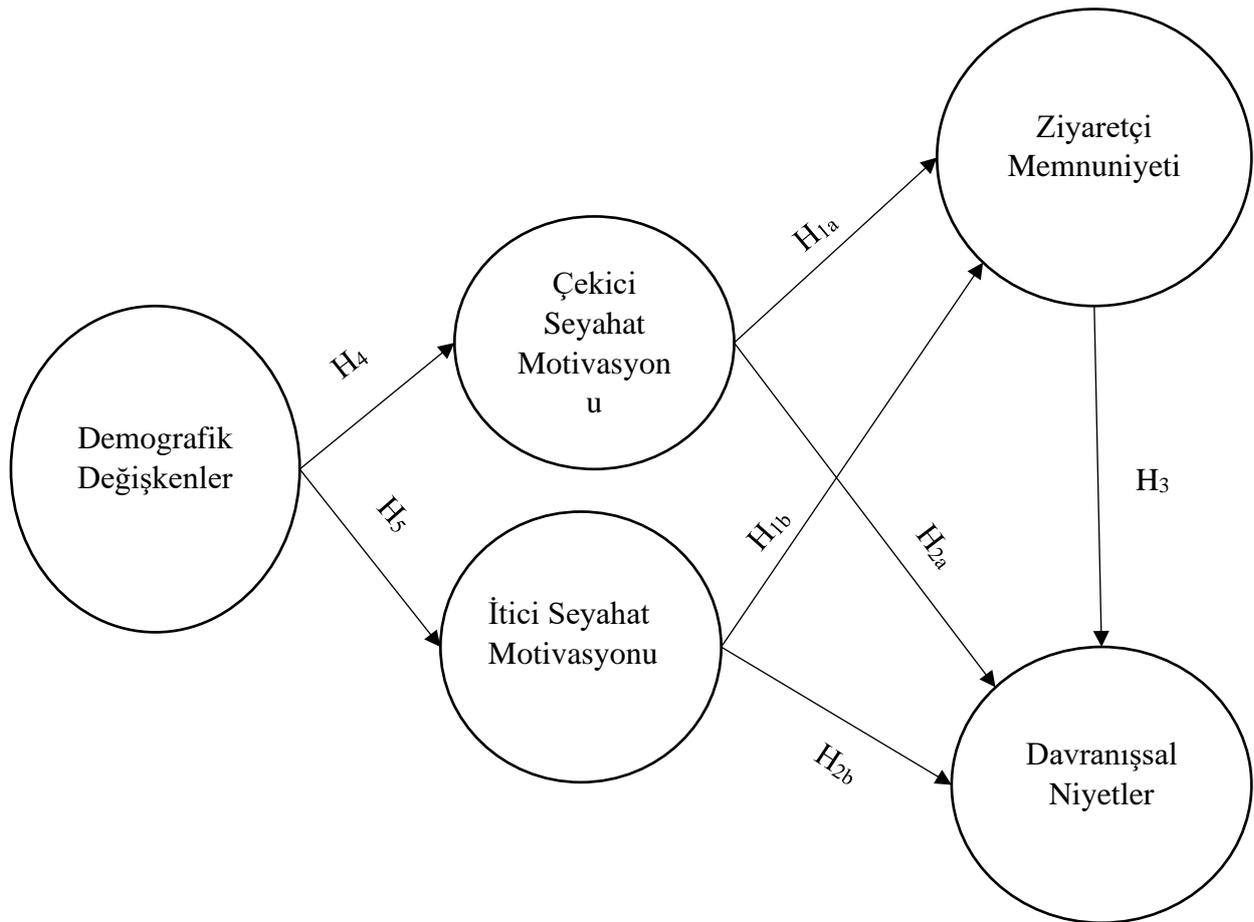 Ziyaretçi
Memnuniyeti
H1a
Çekici
Seyahat
Motivasyon
u
H4
Demografik
Değişkenler
H5
H1b
H2a
H3
İtici Seyahat
Motivasyonu
H2b
Davranışsal
Niyetler